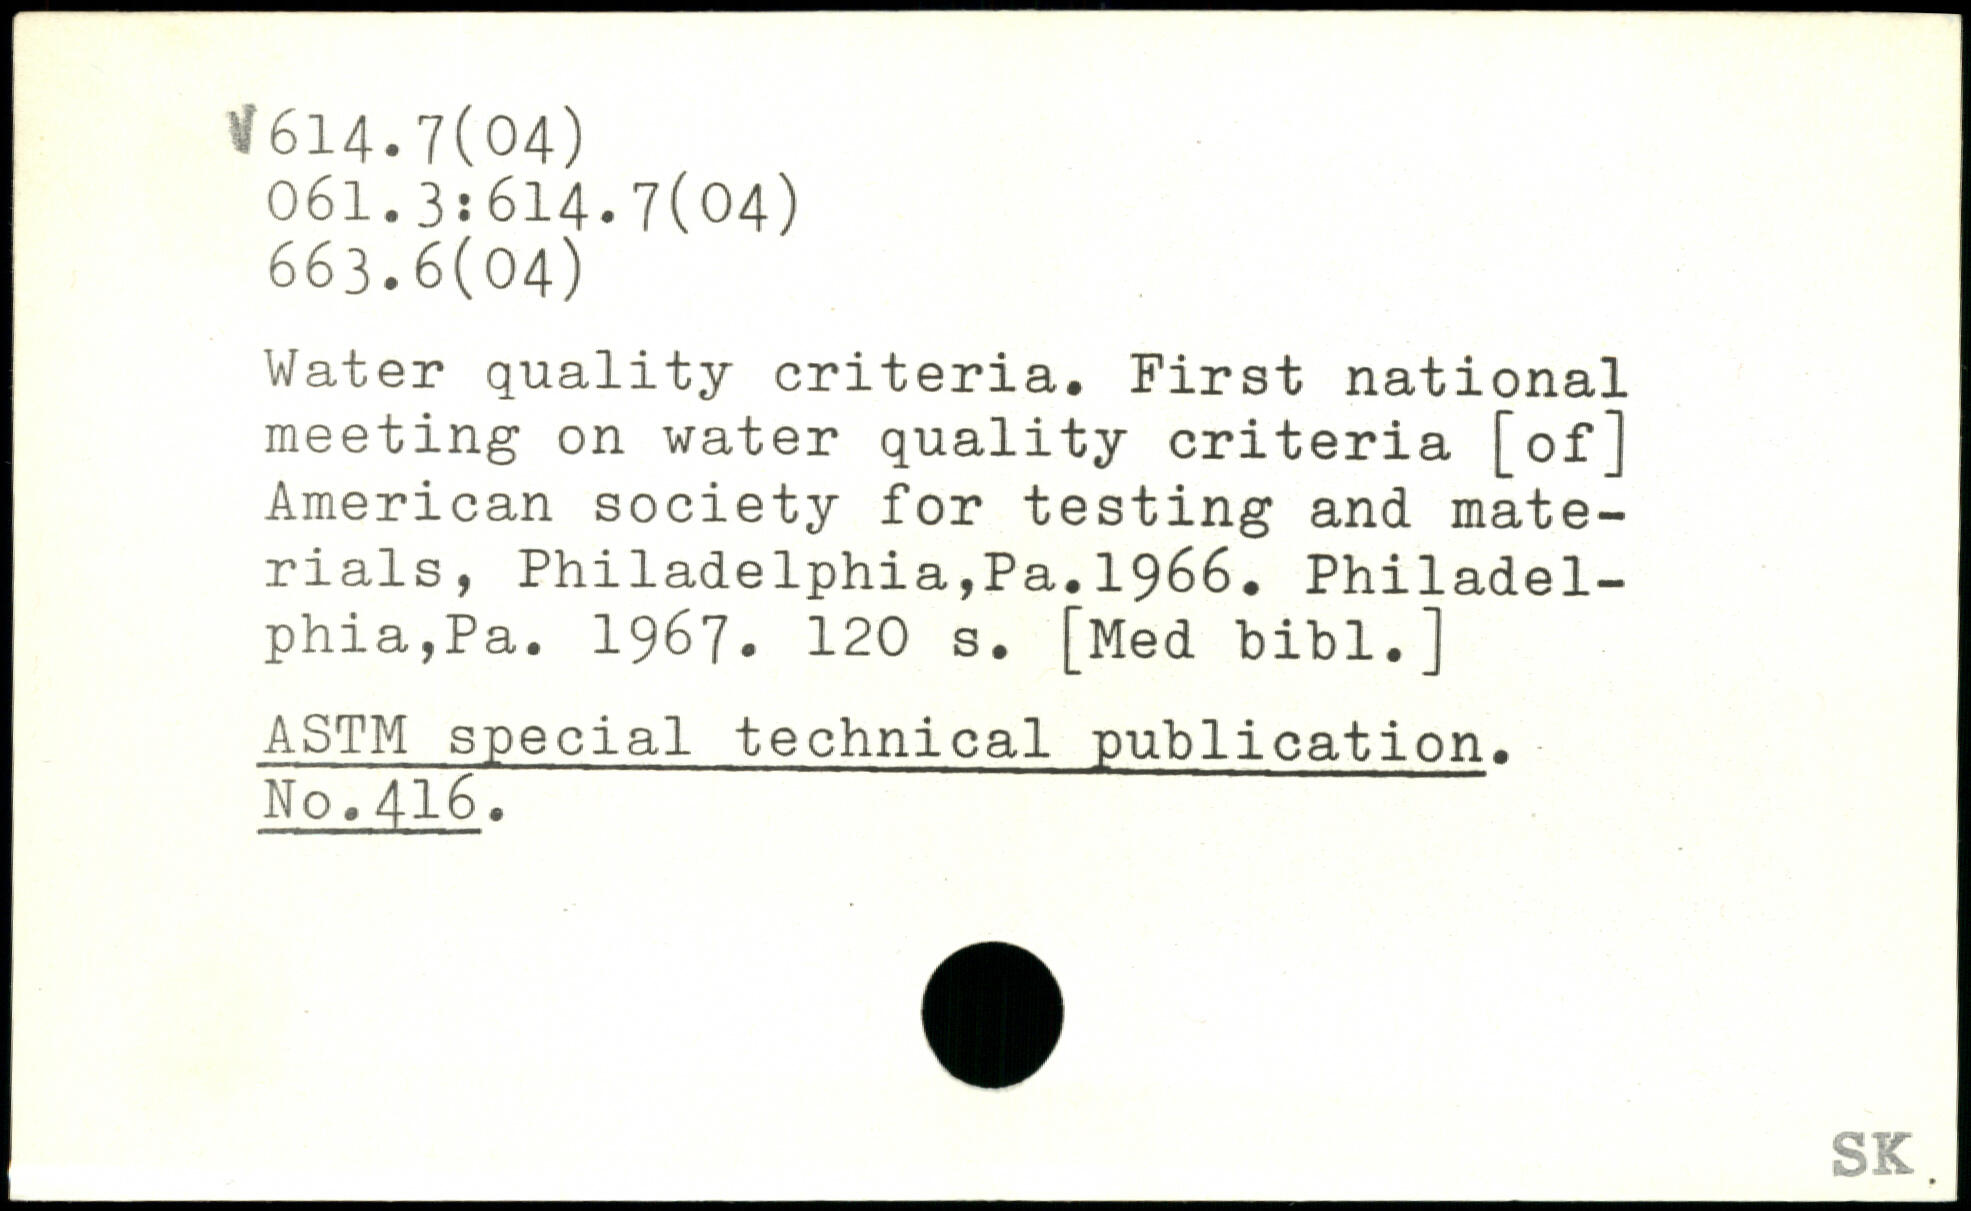 V614.7(04)
061.3:614.7(04)
663.6(04)
Water quality criteria. First national
meeting on water quality criteria [of]
American society for testing and mate-
rials, Philadelphia,Pa.1966. Philadel-
phia,Pa. 1967. 120 s. [Med bibl.]
ASTM special technical publication.
No.416.
SK